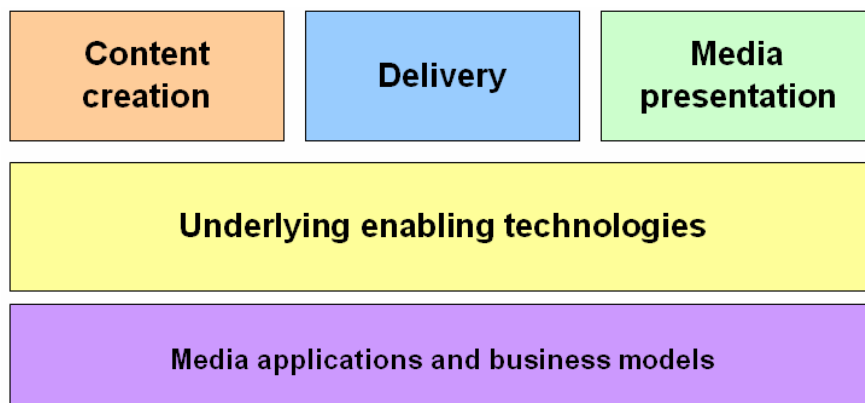 Content
creation
Delivery
Media
presentation
Underlying enabling technologies
Media applications and business models